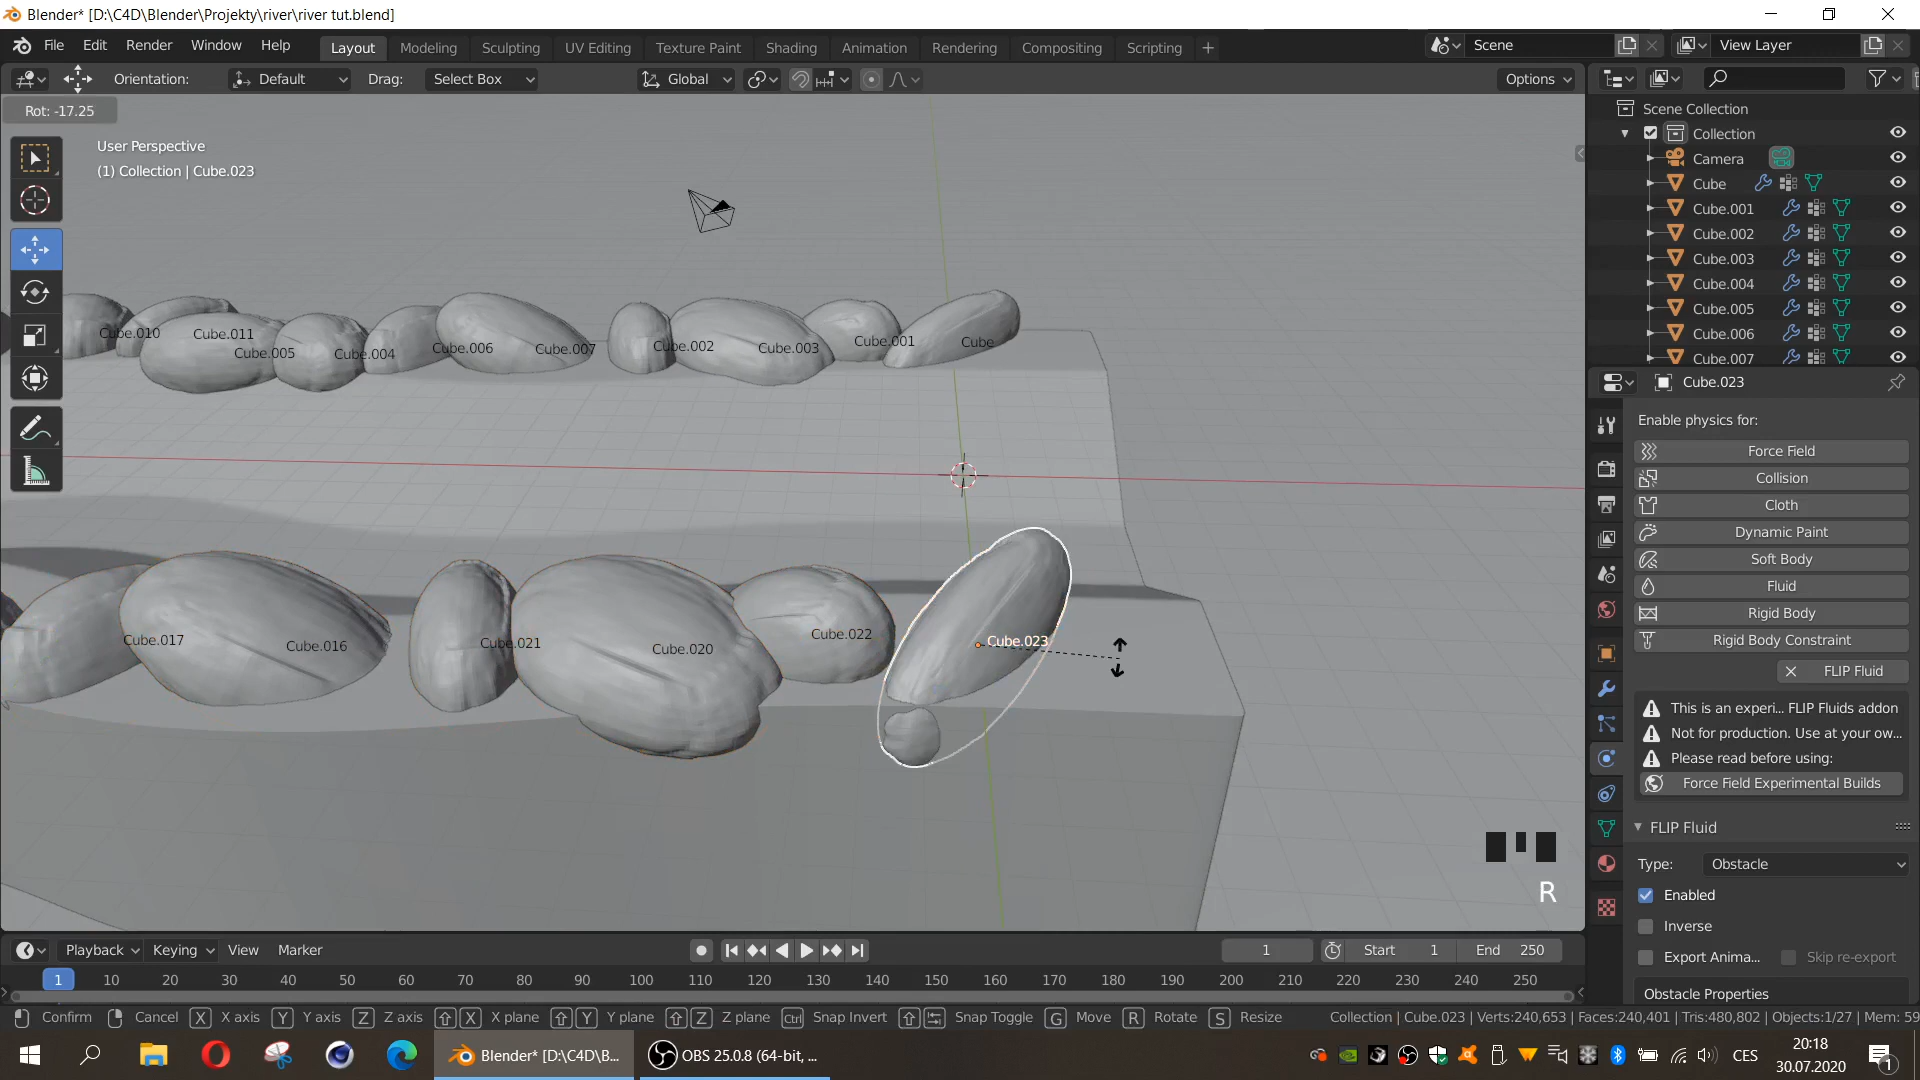 Blender* [D:\C4D\Blender\Projekty\river\river tut.blend]
File Edit Render Window Help Layout Modeling Sculpting UV Editing Texture Paint Shading Animation Rendering Compositing Scripting + Scene View Layer
Orientation: Default Drag: Select Box Global Options
Rot: -17.25
User Perspective
(1) Collection | Cube.023
Scene Collection
Collection
Camera
Cube
Cube.001
Cube.002
Cube.003
Cube.004
Cube.005
Cube.006
Cube.007
Cube.010
Cube.011
Cube.005
Cube.004
Cube.006
Cube.007
Cube.002
Cube.003
Cube.001
Cube
Cube.017
Cube.016
Cube.021
Cube.020
Cube.022
Cube.023
R
Cube.023
Enable physics for:
Force Field
Collision
Cloth
Dynamic Paint
Soft Body
Fluid
Rigid Body
Rigid Body Constraint
FLIP Fluid
This is an experi... FLIP Fluids addon
Not for production. Use at your ow...
Please read before using:
Force Field Experimental Builds
FLIP Fluid
Type: Obstacle
Enabled
Inverse
Export Anima... Skip re-export
Obstacle Properties
Playback Keying View Marker 1 Start 1 End 250
1 10 20 30 40 50 60 70 80 90 100 110 120 130 140 150 160 170 180 190 200 210 220 230 240 250
Confirm Cancel X X axis Y Y axis Z Z axis X X plane Y Y plane Z Z plane Ctrl Snap Invert Snap Toggle G Move R Rotate S Resize Collection | Cube.023 | Verts:240,653 | Faces:240,401 | Tris:480,802 | Objects:1/27 | Mem: 59
Blender* [D:\C4D\B... OBS 25.0.8 (64-bit, ... CES 20:18
30.07.2020 1